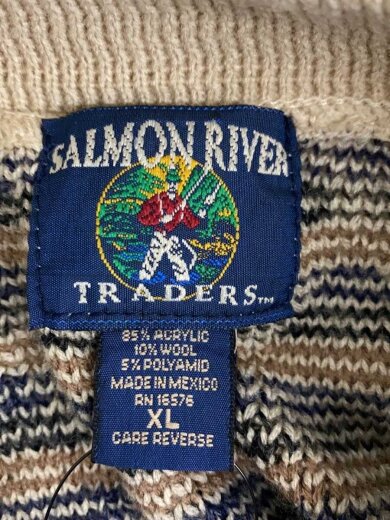 SALMON RIVER
TRADERS™
85% ACRYLIC
10% WOOL
5% POLYAMID
MADE IN MEXICO
RN 16576
XL
CARE REVERSE